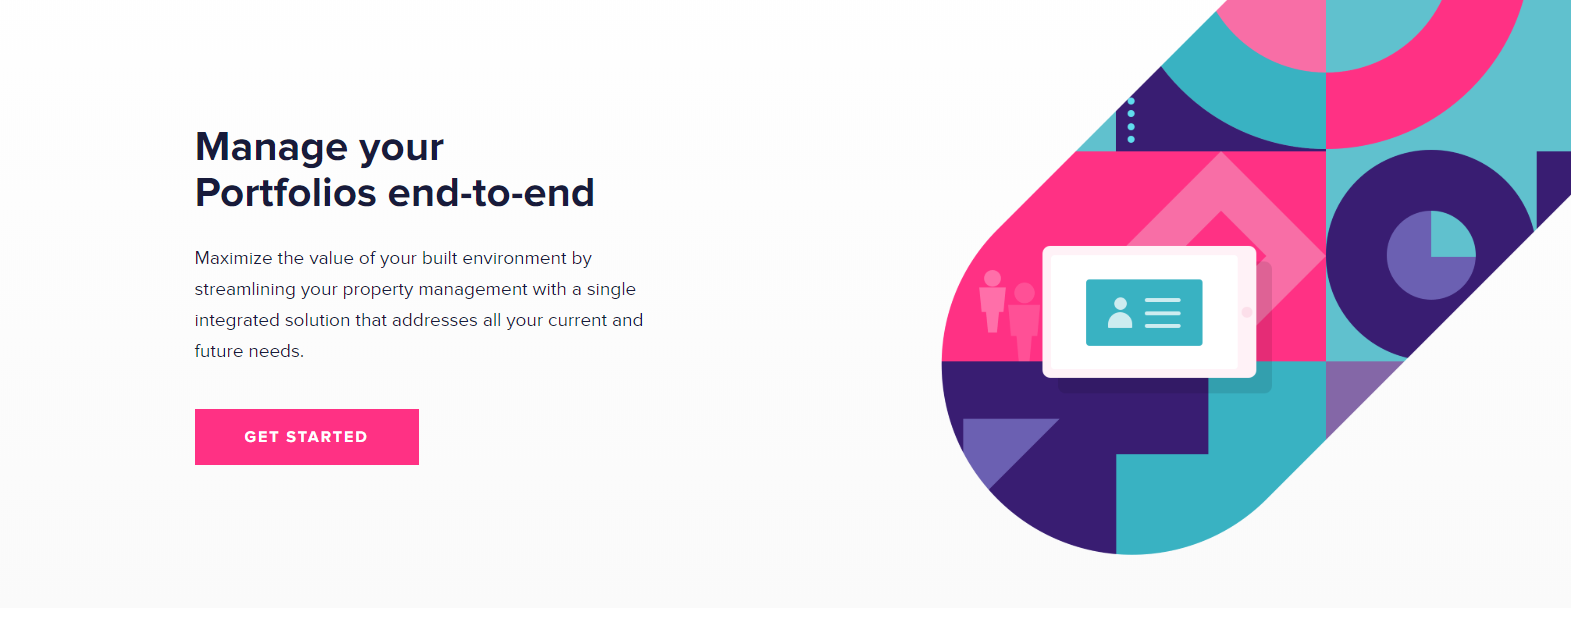 Manage your
Portfolios end-to-end
Maximize the value of your built environment by
streamlining your property management with a single
integrated solution that addresses all your current and
future needs.
GET STARTED